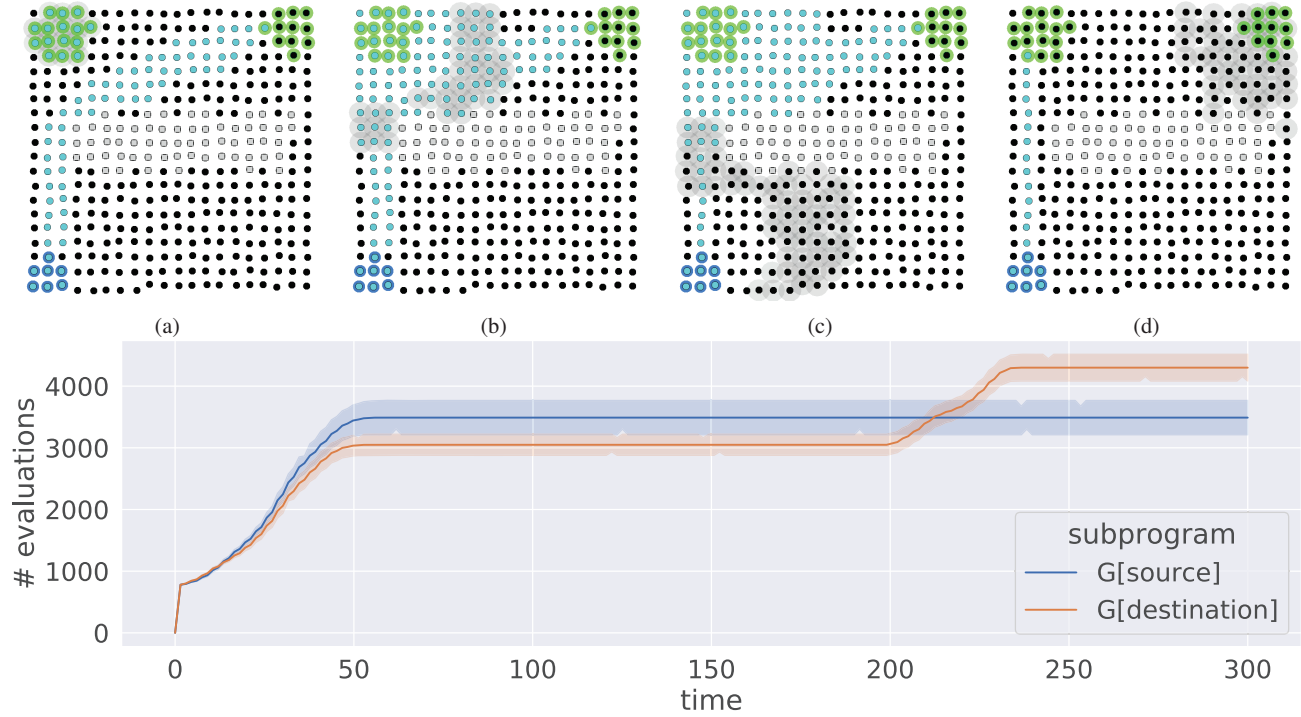 (a) (b) (c) (d)
# evaluations
4000
3000
2000
1000
0
subprogram
G[source]
G[destination]
0 50 100 150 200 250 300
time